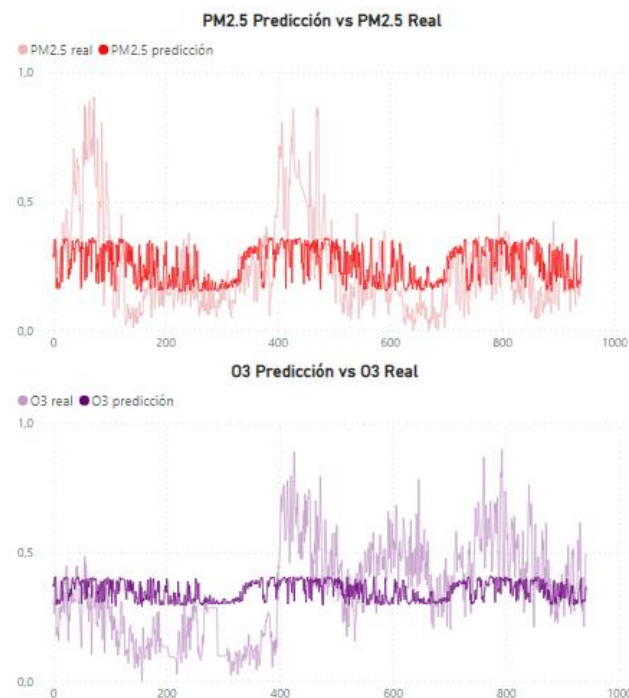 PM2.5 Predicción vs PM2.5 Real
PM2.5 real PM2.5 predicción
1,0
0,5
0,0
0 200 400 600 800 1000
O3 Predicción vs O3 Real
O3 real O3 predicción
1,0
0,5
0,0
0 200 400 600 800 1000